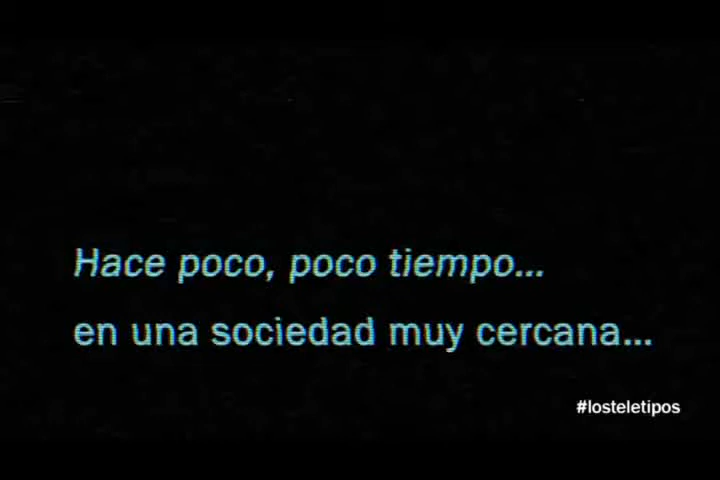 Hace poco, poco tiempo...
en una sociedad muy cercana...
#losteletipos